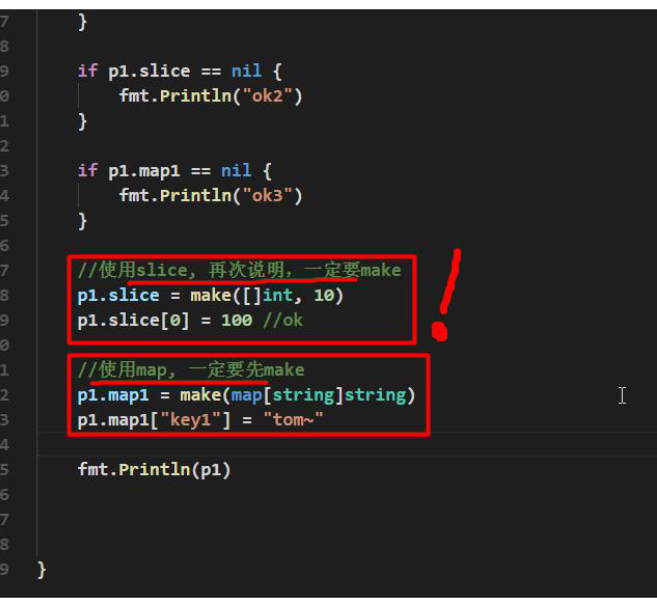 7 }
8
9 if p1.slice == nil {
0 fmt.Println("ok2")
1 }
2
3 if p1.map1 == nil {
4 fmt.Println("ok3")
5 }
6
7 //使用slice, 再次说明，一定要make
8 p1.slice = make([]int, 10)
9 p1.slice[0] = 100 //ok
0
1 //使用map, 一定要先make
2 p1.map1 = make(map[string]string)
3 p1.map1["key1"] = "tom~"
4
5 fmt.Println(p1)
6
7
8
9 }
!